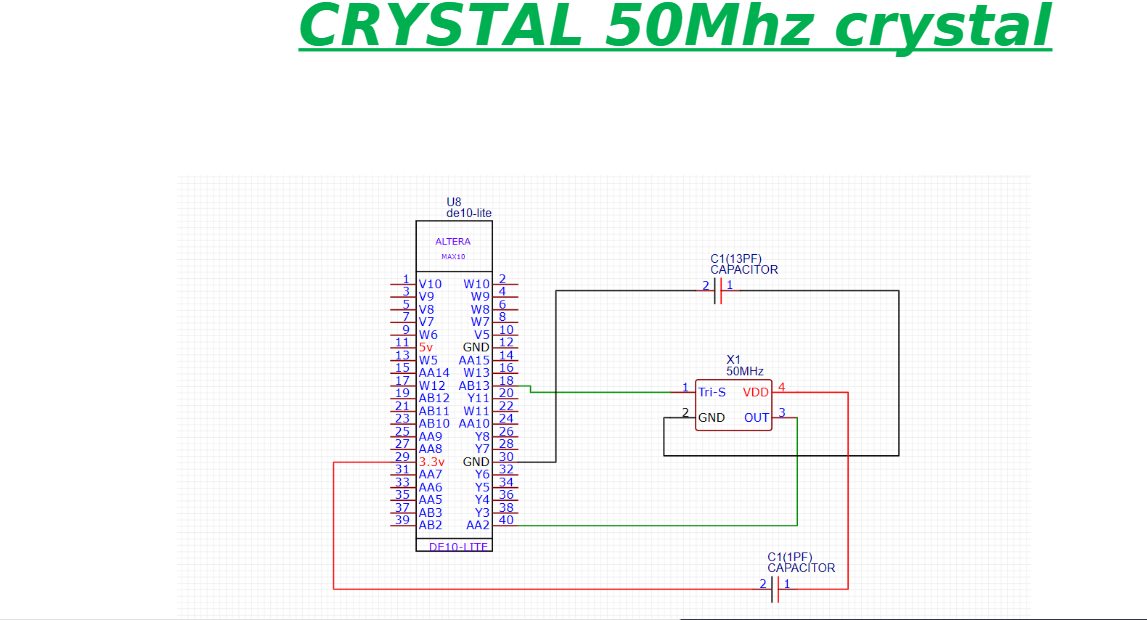 CRYSTAL 50Mhz crystal
U8
de10-lite
ALTERA
MAX10
1 V10 W10 2
3 V9 W9 4
5 V8 W8 6
7 V7 W7 8
9 W6 V5 10
11 5v GND 12
13 W5 AA15 14
15 AA14 W13 16
17 W12 AB13 18
19 AB12 Y11 20
21 AB11 W11 22
23 AB10 AA10 24
25 AA9 Y8 26
27 AA8 Y7 28
29 3.3v GND 30
31 AA7 Y6 32
33 AA6 Y5 34
35 AA5 Y4 36
37 AB3 Y3 38
39 AB2 AA2 40
DE10-LITE
C1(13PF)
CAPACITOR
2 1
X1
50MHz
1 Tri-S VDD 4
2 GND OUT 3
C1(1PF)
CAPACITOR
2 1